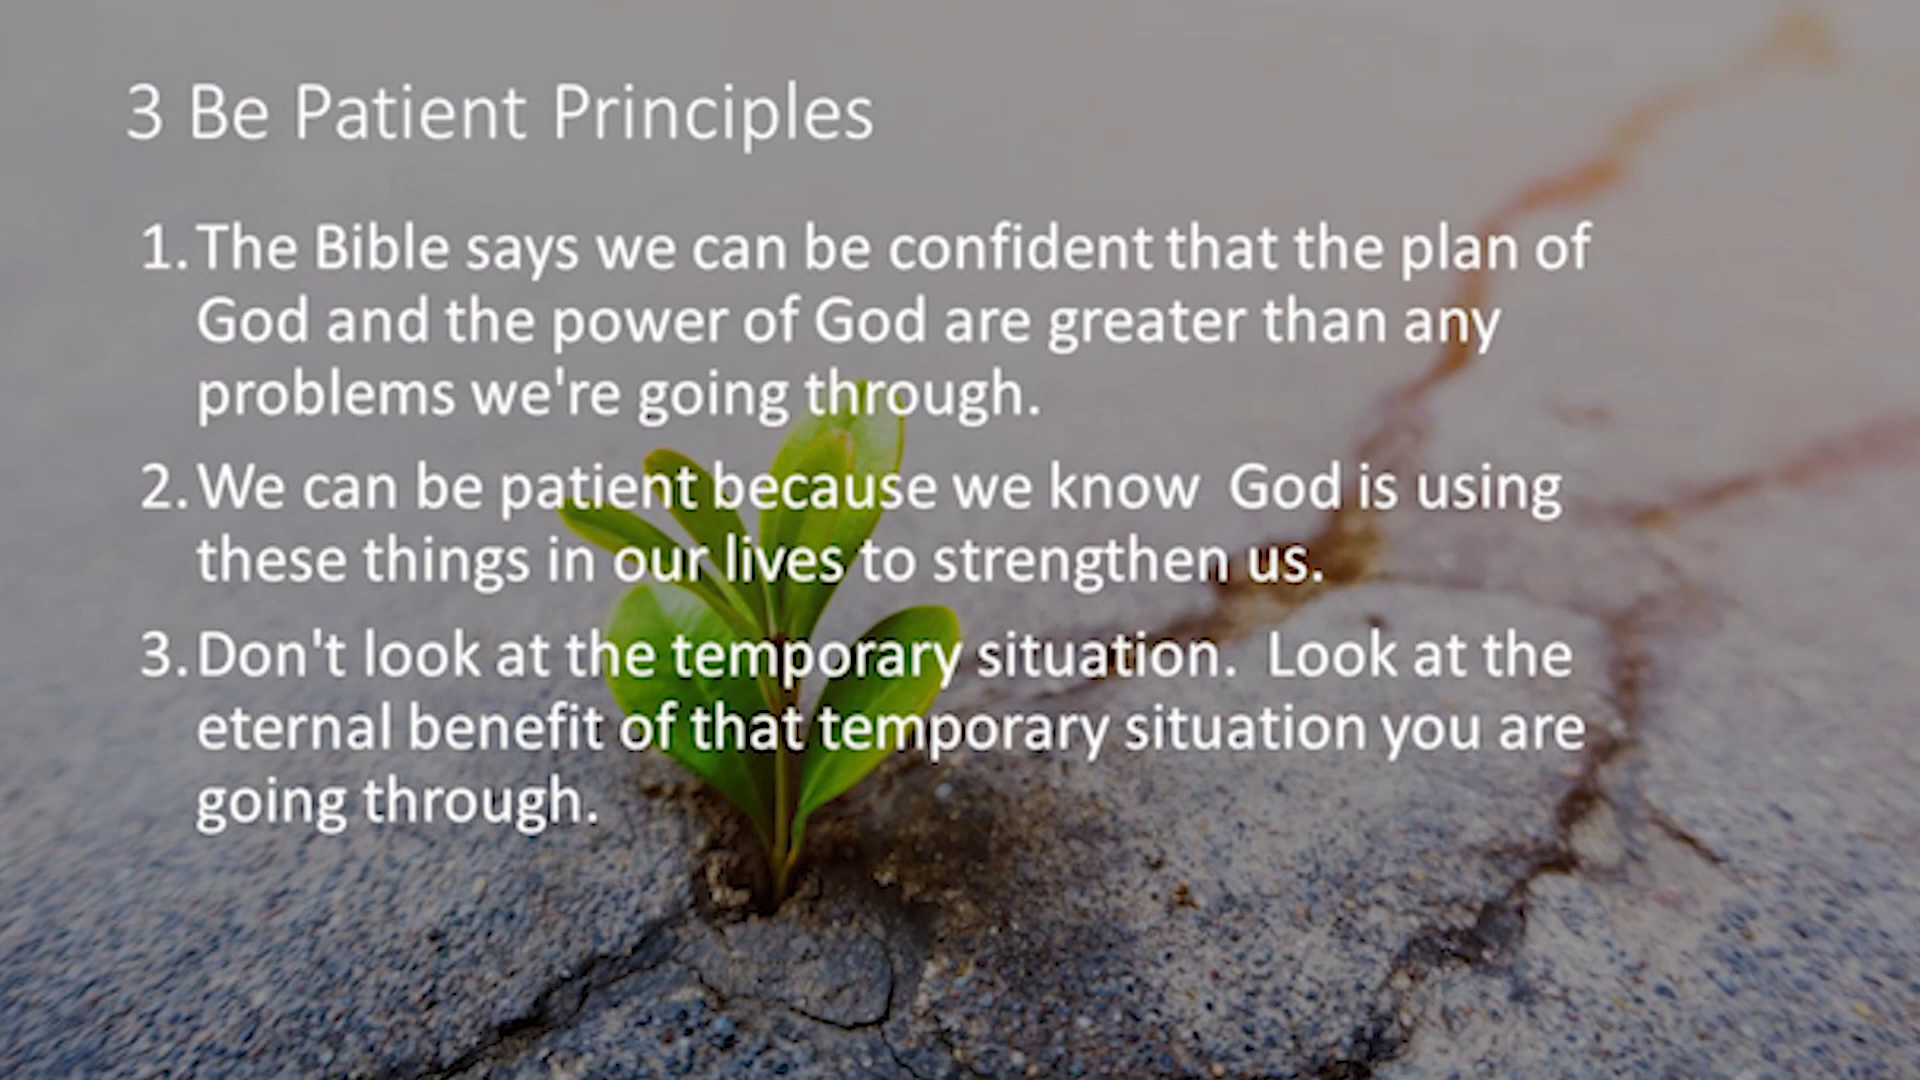 3 Be Patient Principles
1. The Bible says we can be confident that the plan of
God and the power of God are greater than any
problems we're going through.
2. We can be patient because we know  God is using
these things in our lives to strengthen us.
3. Don't look at the temporary situation.  Look at the
eternal benefit of that temporary situation you are
going through.